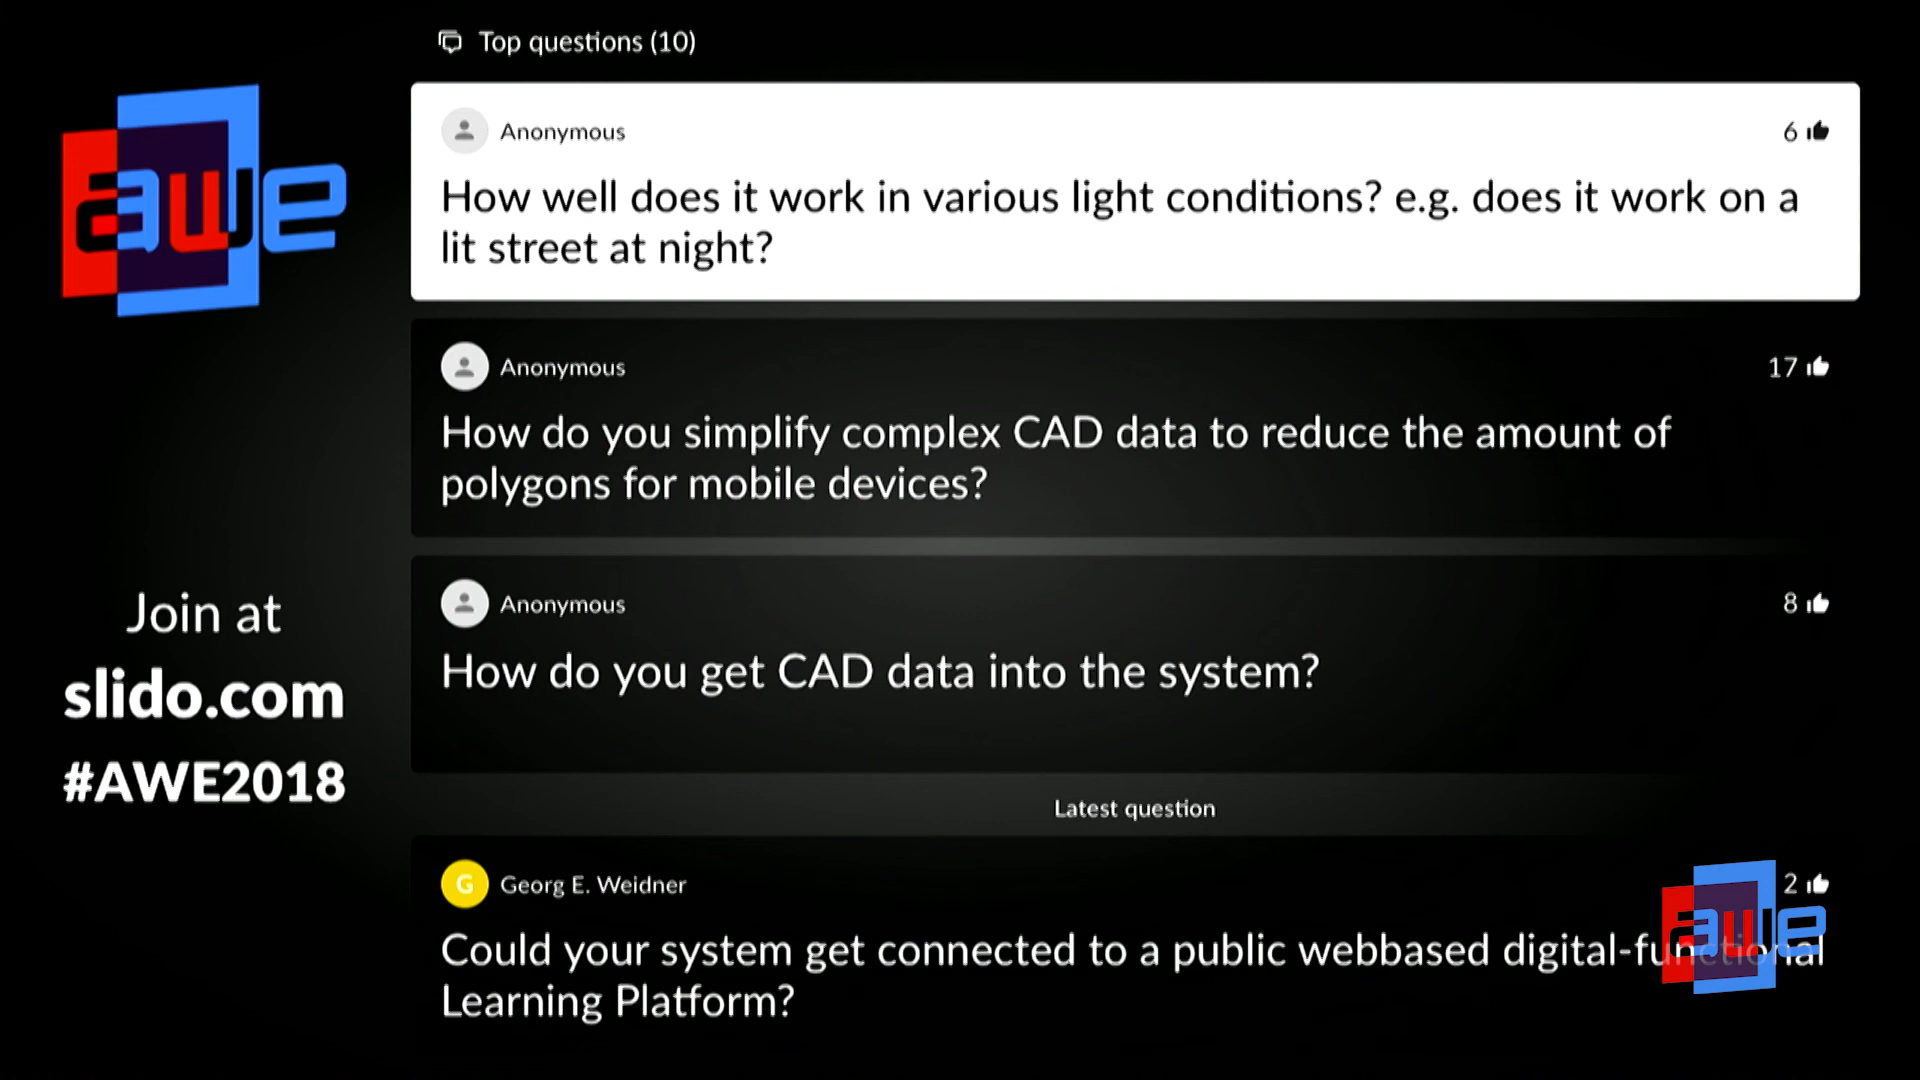 Top questions (10)
awe
Anonymous
6
How well does it work in various light conditions? e.g. does it work on a
lit street at night?
Anonymous
17
How do you simplify complex CAD data to reduce the amount of
polygons for mobile devices?
Anonymous
8
How do you get CAD data into the system?
Join at
slido.com
#AWE2018
Latest question
G
Georg E. Weidner
2
Could your system get connected to a public webbased digital-functional
Learning Platform?
awe